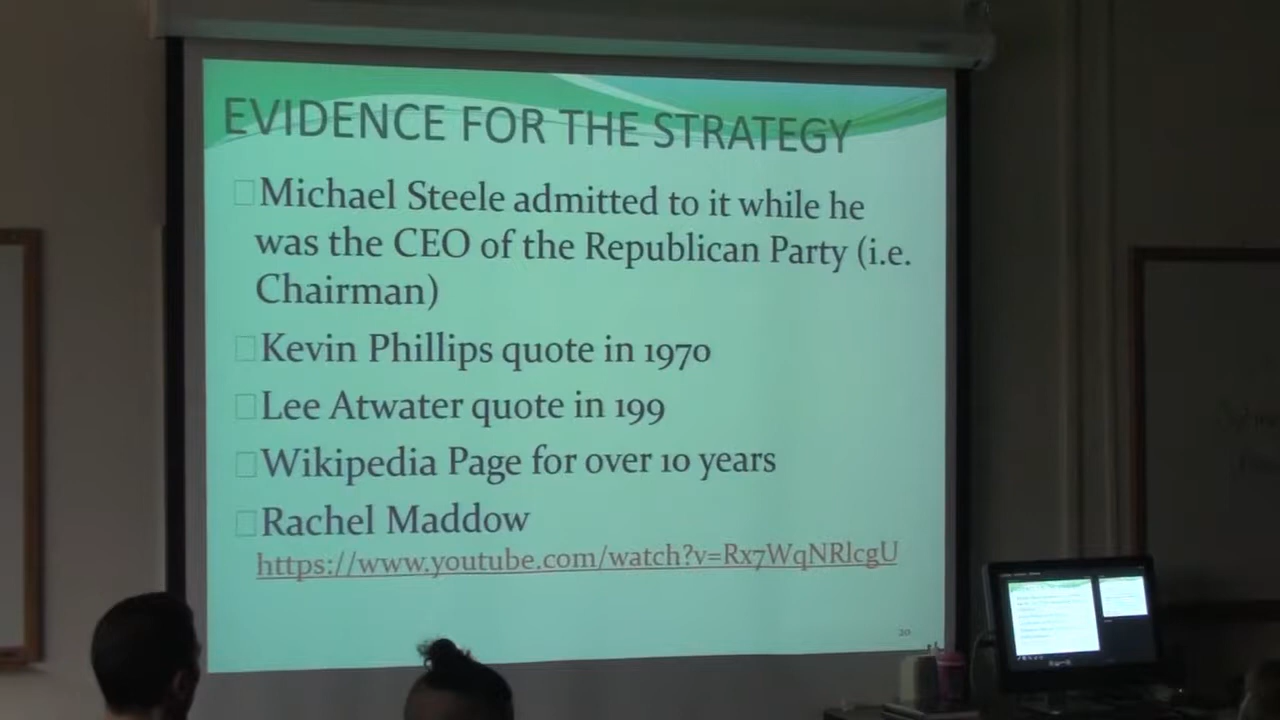 EVIDENCE FOR THE STRATEGY
Michael Steele admitted to it while he
was the CEO of the Republican Party (i.e.
Chairman)
Kevin Phillips quote in 1970
Lee Atwater quote in 199
Wikipedia Page for over 10 years
Rachel Maddow
https://www.youtube.com/watch?v=Rx7WqNRlcgU
20